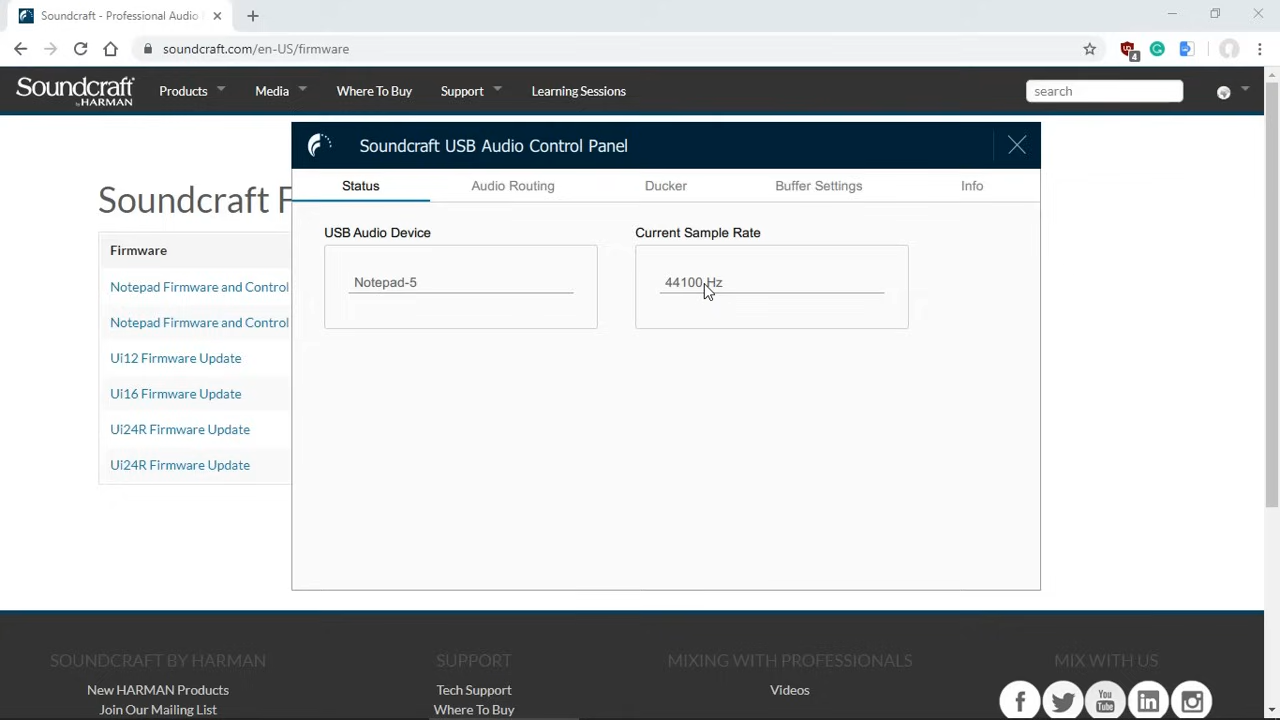 Soundcraft - Professional Audio
soundcraft.com/en-US/firmware
4
Soundcraft
by HARMAN
Products
Media
Where To Buy
Support
Learning Sessions
search
Soundcraft USB Audio Control Panel
Status
Audio Routing
Ducker
Buffer Settings
Info
Soundcraft F
USB Audio Device
Current Sample Rate
Notepad-5
44100 Hz
Firmware
Notepad Firmware and Control
Notepad Firmware and Control
Ui12 Firmware Update
Ui16 Firmware Update
Ui24R Firmware Update
Ui24R Firmware Update
SOUNDCRAFT BY HARMAN
SUPPORT
MIXING WITH PROFESSIONALS
MIX WITH US
New HARMAN Products
Tech Support
Videos
Join Our Mailing List
Where To Buy
You
Tube